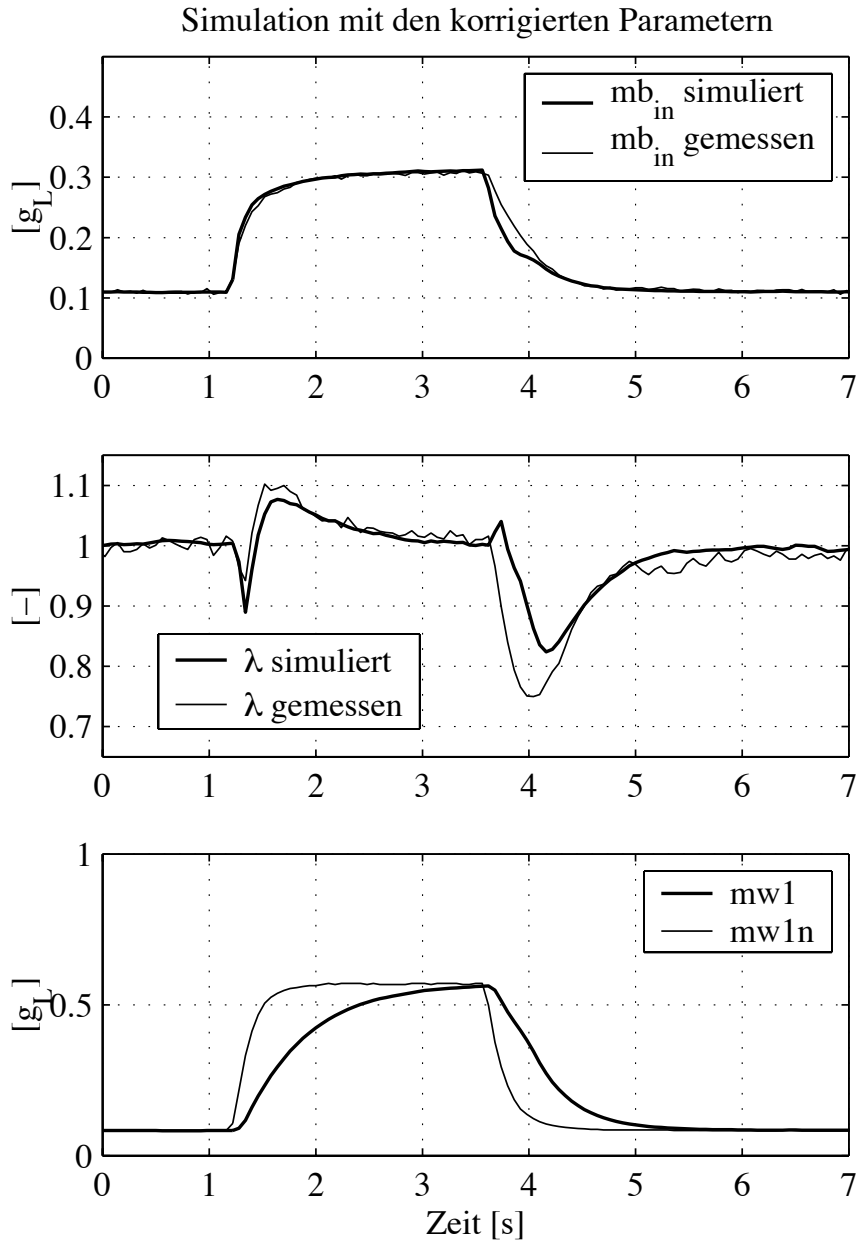 Simulation mit den korrigierten Parametern
mb_in simuliert
mb_in gemessen
[g_L]
0.4
0.3
0.2
0.1
0
0 1 2 3 4 5 6 7
[−]
1.1
1
0.9
0.8
0.7
λ simuliert
λ gemessen
0 1 2 3 4 5 6 7
[g_L]
1
0.5
0
mw1
mw1n
0 1 2 3 4 5 6 7
Zeit [s]